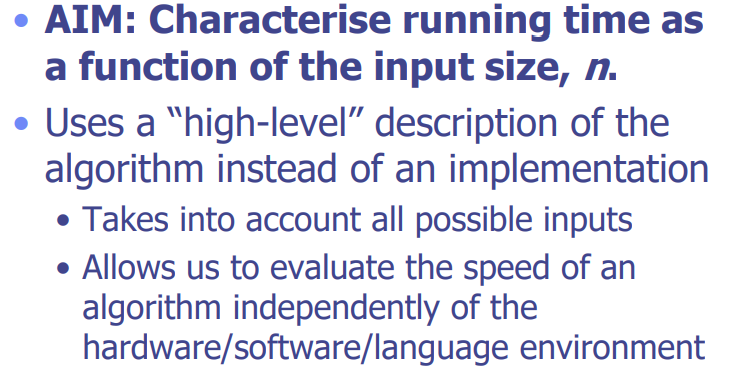 • AIM: Characterise running time as
a function of the input size, n.
• Uses a “high-level” description of the
algorithm instead of an implementation
• Takes into account all possible inputs
• Allows us to evaluate the speed of an
algorithm independently of the
hardware/software/language environment